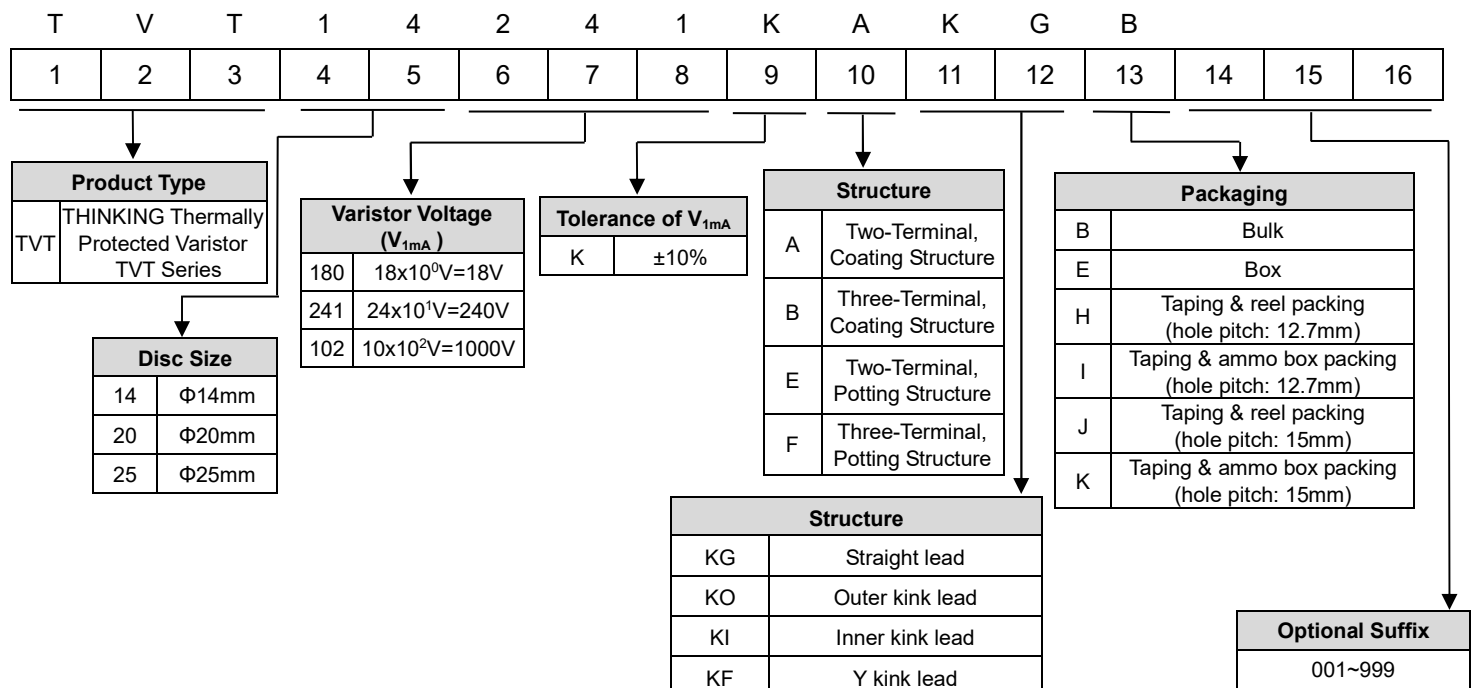 T V T 1 4 2 4 1 K A K G B
1 2 3 4 5 6 7 8 9 10 11 12 13 14 15 16
Product Type
TVT THINKING Thermally
Protected Varistor
TVT Series
Disc Size
14 Φ14mm
20 Φ20mm
25 Φ25mm
Varistor Voltage
(V1mA )
180 18x10⁰V=18V
241 24x10¹V=240V
102 10x10²V=1000V
Tolerance of V1mA
K ±10%
Structure
A Two-Terminal,
Coating Structure
B Three-Terminal,
Coating Structure
E Two-Terminal,
Potting Structure
F Three-Terminal,
Potting Structure
Structure
KG Straight lead
KO Outer kink lead
KI Inner kink lead
KF Y kink lead
Packaging
B Bulk
E Box
H Taping & reel packing
(hole pitch: 12.7mm)
I Taping & ammo box packing
(hole pitch: 12.7mm)
J Taping & reel packing
(hole pitch: 15mm)
K Taping & ammo box packing
(hole pitch: 15mm)
Optional Suffix
001~999